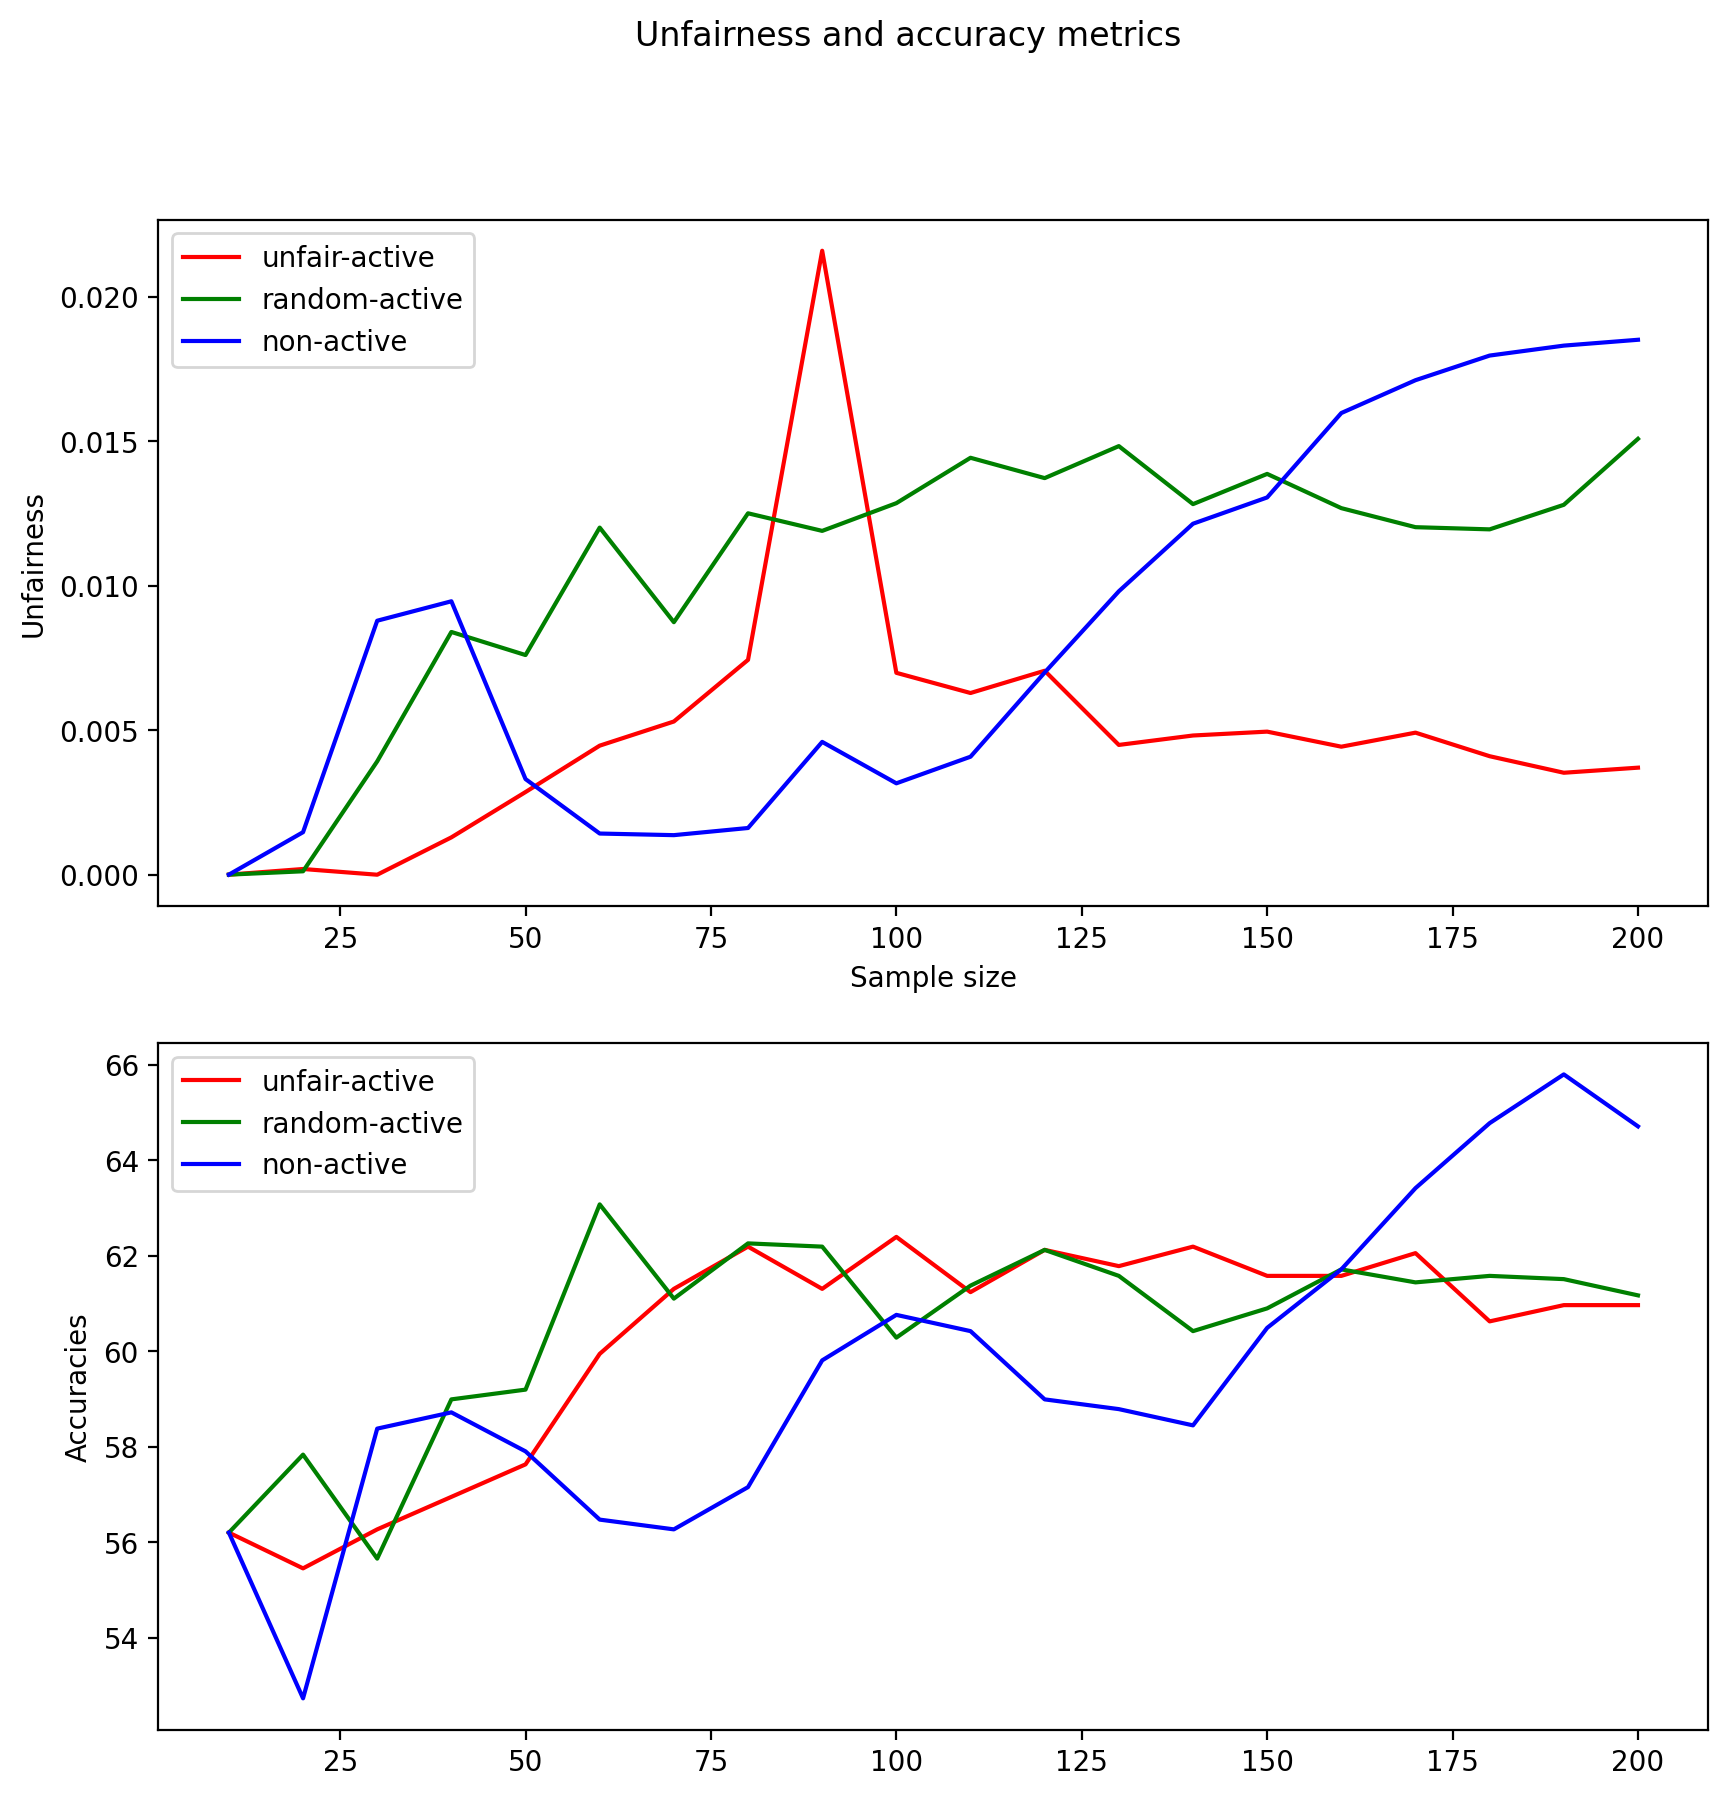 Unfairness and accuracy metrics
unfair-active
random-active
non-active
0.020
0.015
0.010
0.005
0.000
Unfairness
25 50 75 100 125 150 175 200
Sample size
unfair-active
random-active
non-active
66
64
62
60
58
56
54
Accuracies
25 50 75 100 125 150 175 200